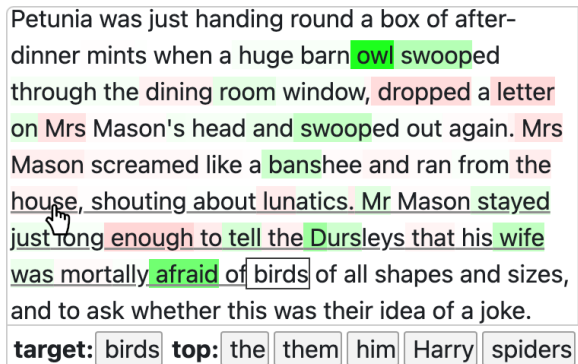 Petunia was just handing round a box of after-
dinner mints when a huge barn owl swooped
through the dining room window, dropped a letter
on Mrs Mason's head and swooped out again. Mrs
Mason screamed like a banshee and ran from the
house, shouting about lunatics. Mr Mason stayed
just long enough to tell the Dursleys that his wife
was mortally afraid of birds of all shapes and sizes,
and to ask whether this was their idea of a joke.
target: birds top: the them him Harry spiders